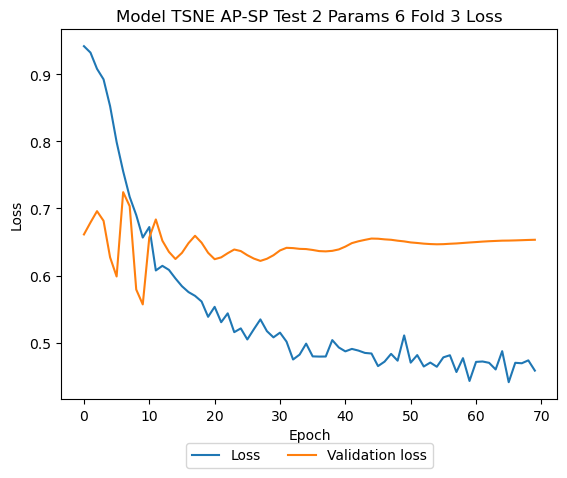 Model TSNE AP-SP Test 2 Params 6 Fold 3 Loss
0.9
0.8
0.7
0.6
0.5
Loss
0 10 20 30 40 50 60 70
Epoch
Loss Validation loss